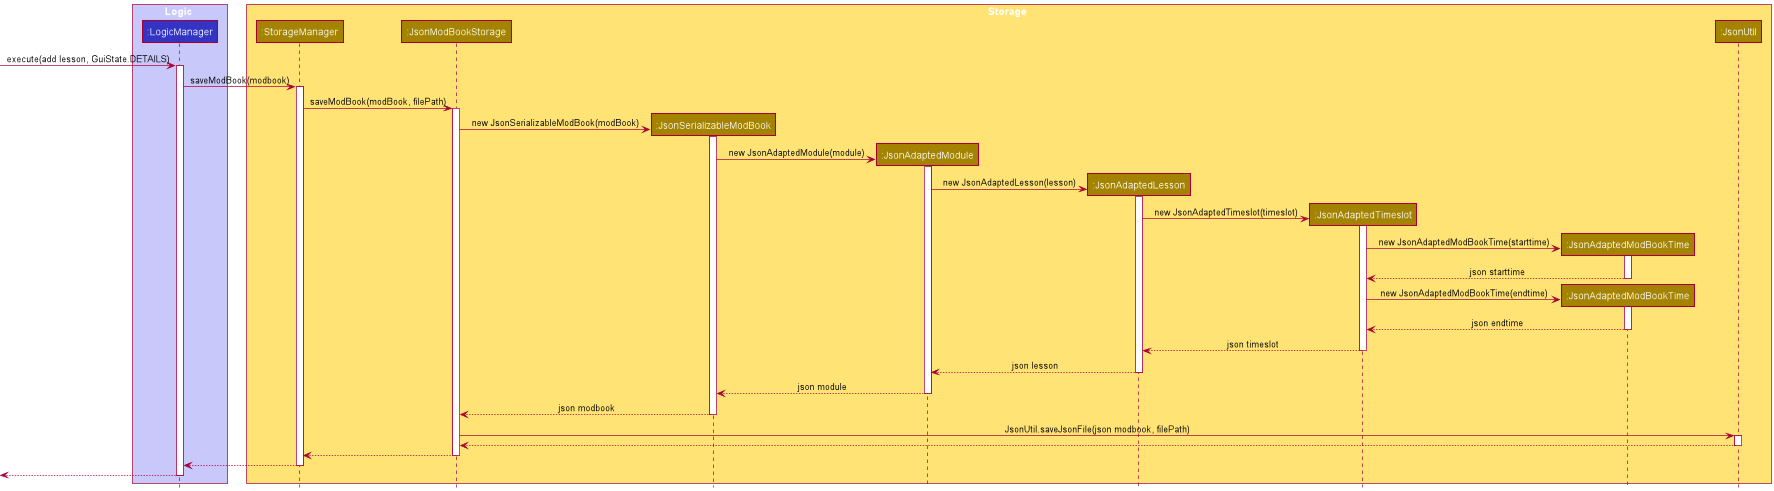 Logic
Storage
:LogicManager
:StorageManager
:JsonModBookStorage
:JsonUtil
execute(add lesson, GuiState.DETAILS)
saveModBook(modbook)
saveModBook(modBook, filePath)
new JsonSerializableModBook(modBook)
:JsonSerializableModBook
new JsonAdaptedModule(module)
:JsonAdaptedModule
new JsonAdaptedLesson(lesson)
:JsonAdaptedLesson
new JsonAdaptedTimeslot(timeslot)
:JsonAdaptedTimeslot
new JsonAdaptedModBookTime(starttime)
:JsonAdaptedModBookTime
json starttime
new JsonAdaptedModBookTime(endtime)
:JsonAdaptedModBookTime
json endtime
json timeslot
json lesson
json module
json modbook
JsonUtil.saveJsonFile(json modbook, filePath)